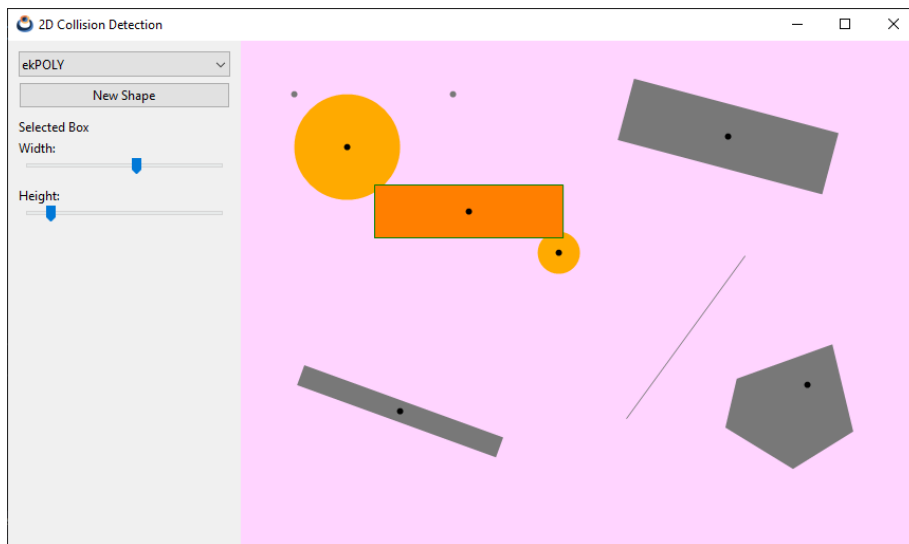 2D Collision Detection
ekPOLY
New Shape
Selected Box
Width:
Height: